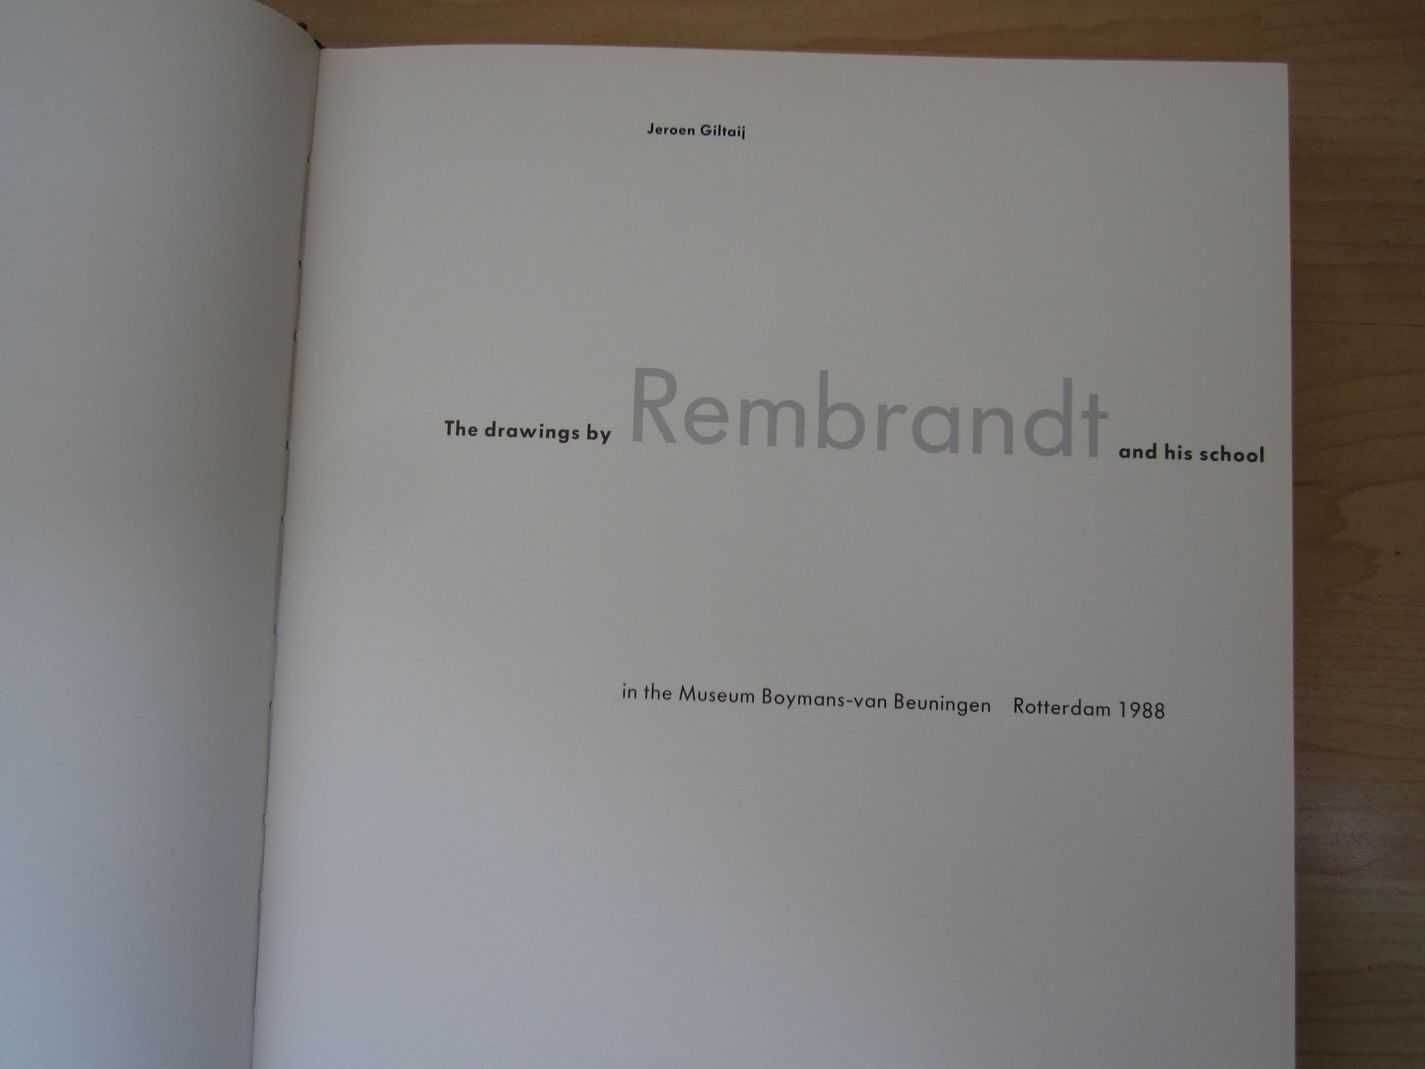 Jeroen Giltaij
The drawings by Rembrandt and his school
in the Museum Boymans-van Beuningen Rotterdam 1988